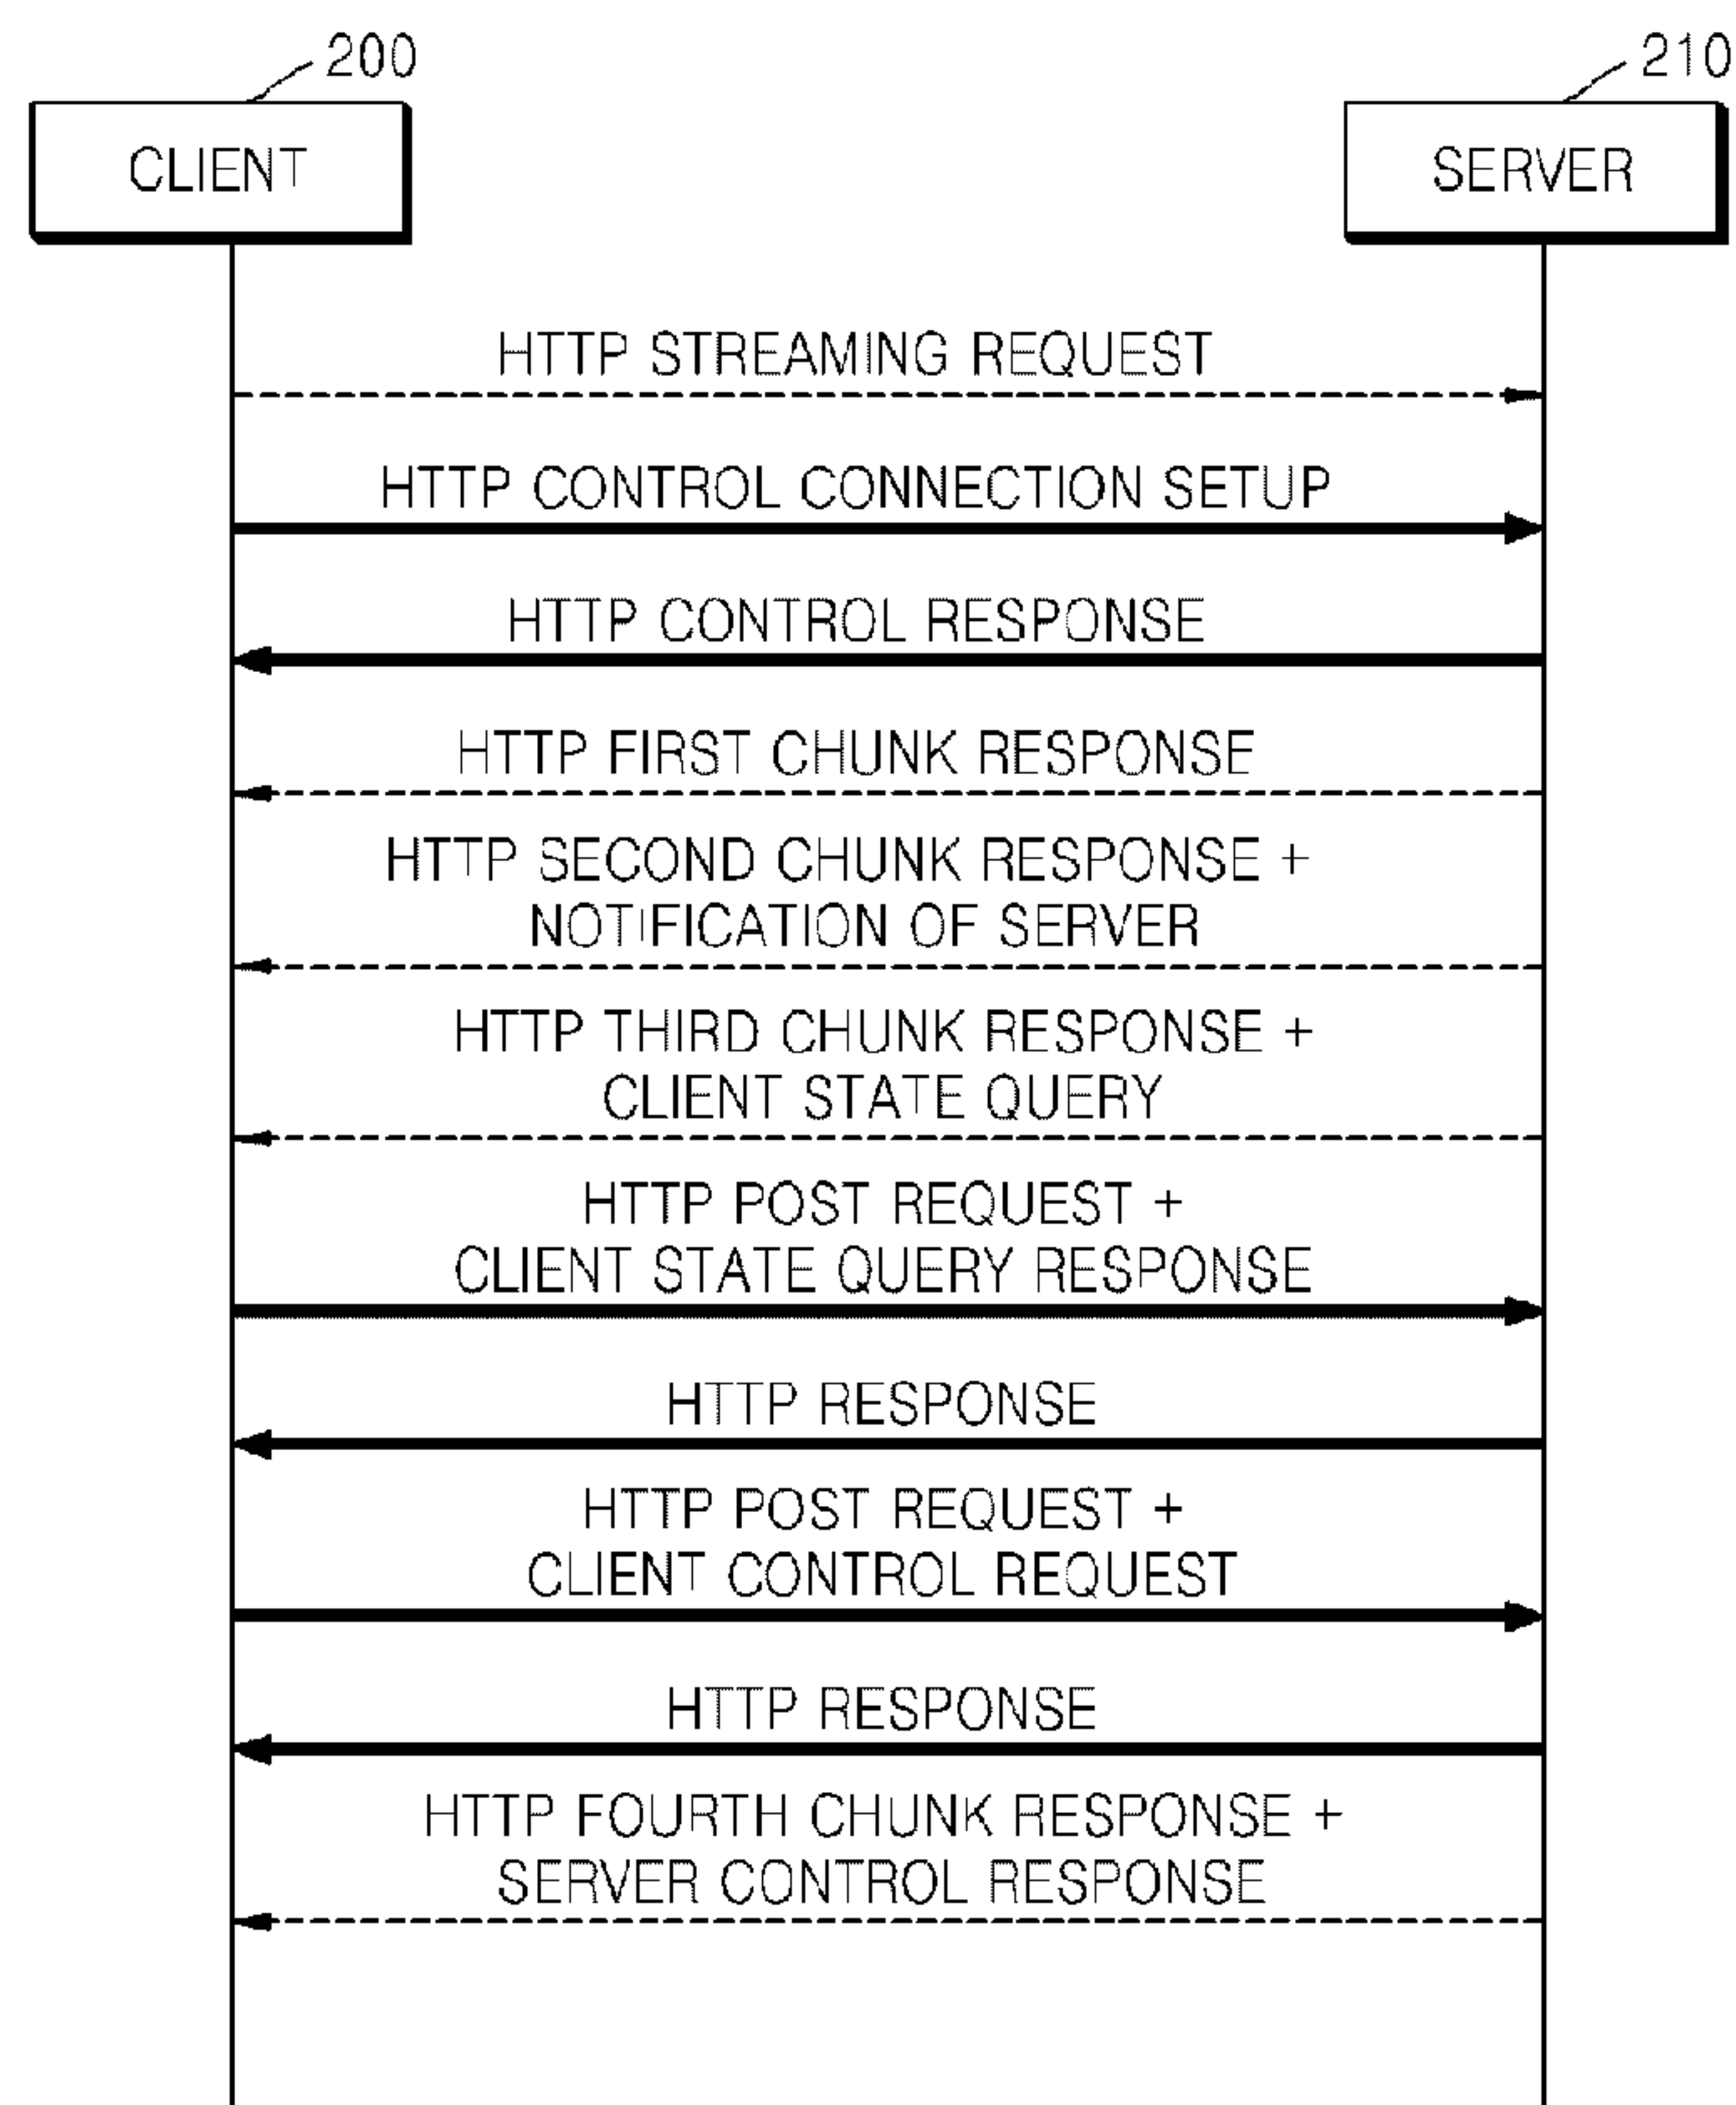 200
210
CLIENT
SERVER
HTTP STREAMING REQUEST
HTTP CONTROL CONNECTION SETUP
HTTP CONTROL RESPONSE
HTTP FIRST CHUNK RESPONSE
HTTP SECOND CHUNK RESPONSE +
NOTIFICATION OF SERVER
HTTP THIRD CHUNK RESPONSE +
CLIENT STATE QUERY
HTTP POST REQUEST +
CLIENT STATE QUERY RESPONSE
HTTP RESPONSE
HTTP POST REQUEST +
CLIENT CONTROL REQUEST
HTTP RESPONSE
HTTP FOURTH CHUNK RESPONSE +
SERVER CONTROL RESPONSE